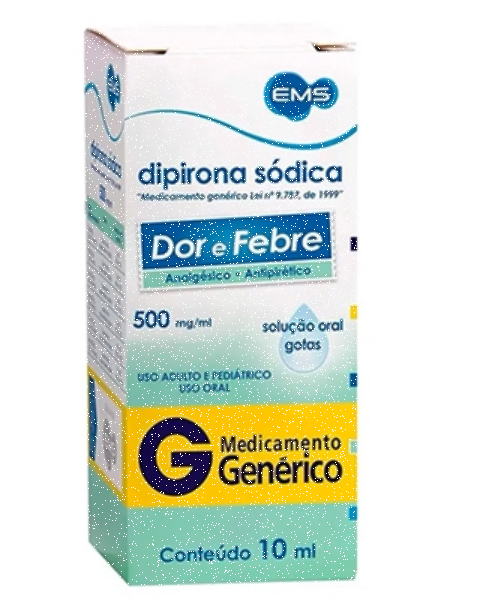 EMS
dipirona sódica
"Medicamento genérico Lei nº 9.787, de 1999"
Dor e Febre
Analgésico - Antipirético
500 mg/ml
solução oral
gotas
USO ADULTO E PEDIÁTRICO
USO ORAL
G Medicamento
Genérico
Conteúdo 10 ml